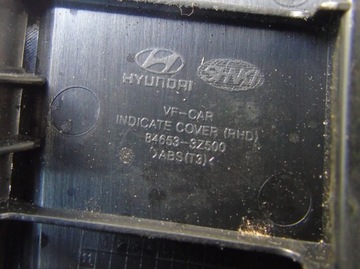 HYUNDAI
VF-CAR
INDICATE COVER (RHD)
84653-3Z500
>ABS(T3)<